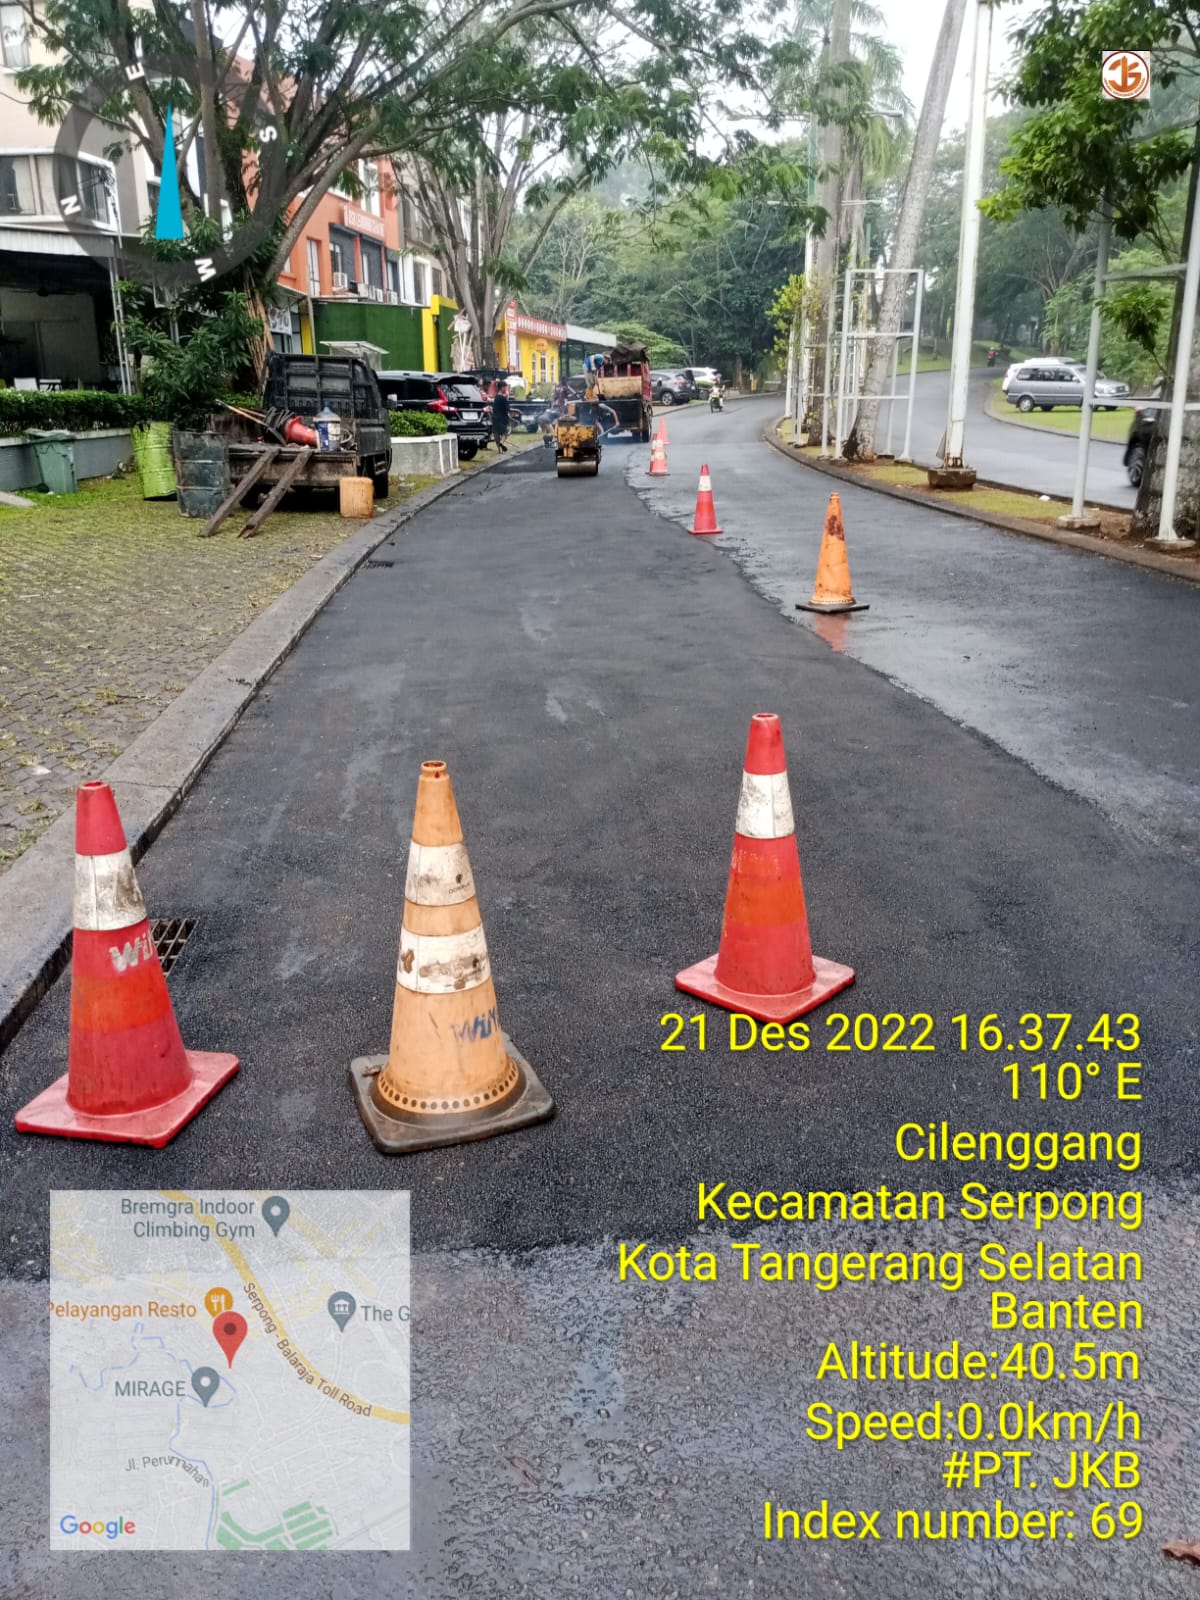 E
S
N
W
Wi
WiM
21 Des 2022 16.37.43
110° E
Cilenggang
Kecamatan Serpong
Kota Tangerang Selatan
Banten
Altitude:40.5m
Speed:0.0km/h
#PT. JKB
Index number: 69
Bremgra Indoor
Climbing Gym
Pelayangan Resto
Serpong - Balaraja Toll Road
The G
MIRAGE
Jl. Perumahan
Google